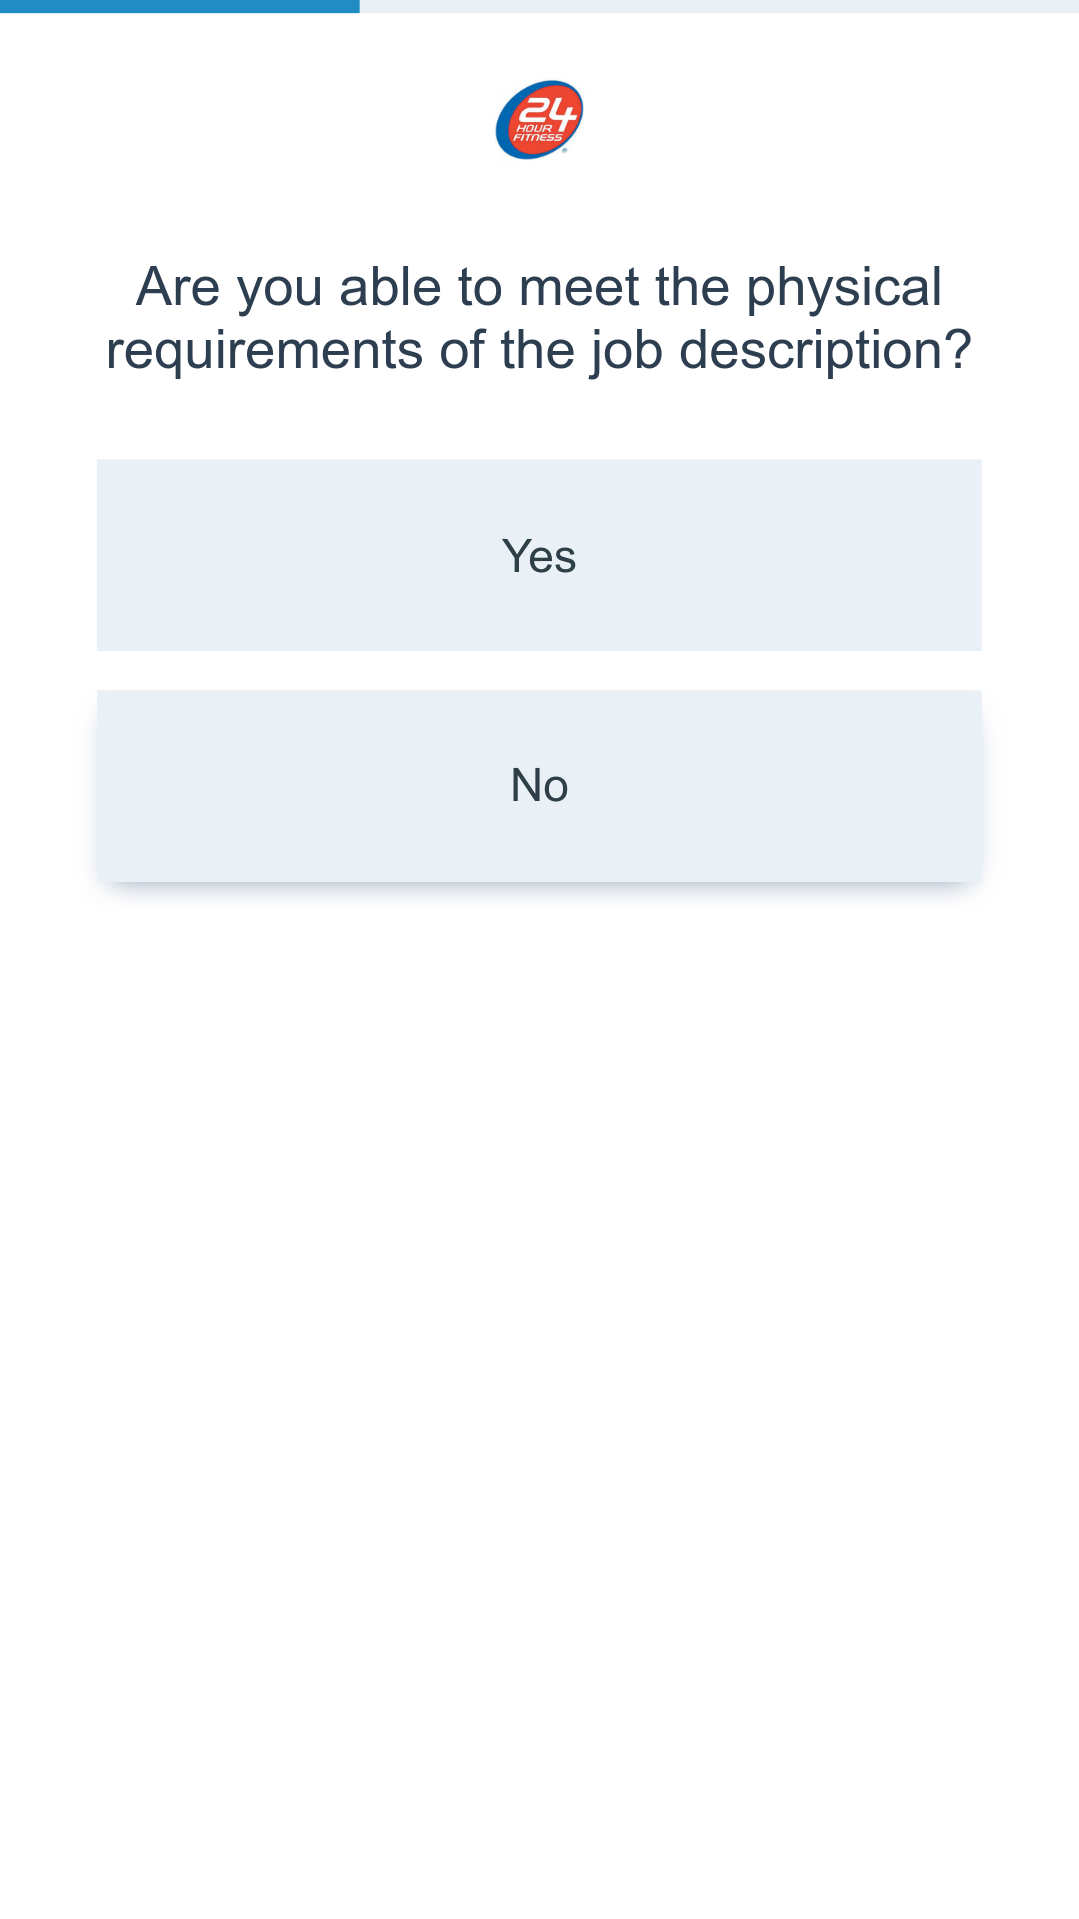 24
HOUR
FITNESS
Are you able to meet the physical
requirements of the job description?
Yes
No